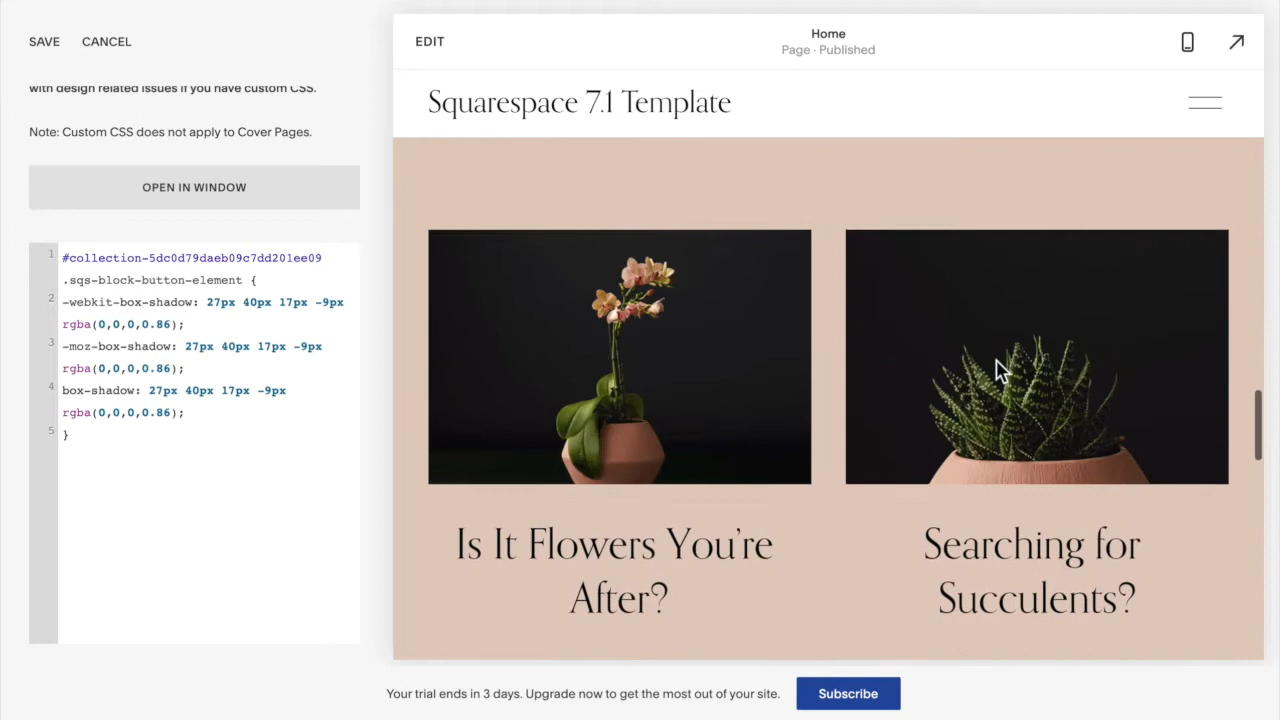 SAVE CANCEL
with design related issues if you have custom CSS.
Note: Custom CSS does not apply to Cover Pages.
OPEN IN WINDOW
1 #collection-5dc0d79daeb09c7dd201ee09
.sqs-block-button-element {
2 -webkit-box-shadow: 27px 40px 17px -9px
rgba(0,0,0,0.86);
3 -moz-box-shadow: 27px 40px 17px -9px
rgba(0,0,0,0.86);
4 box-shadow: 27px 40px 17px -9px
rgba(0,0,0,0.86);
5 }
EDIT
Home
Page · Published
Squarespace 7.1 Template
Is It Flowers You're
After?
Searching for
Succulents?
Your trial ends in 3 days. Upgrade now to get the most out of your site.
Subscribe